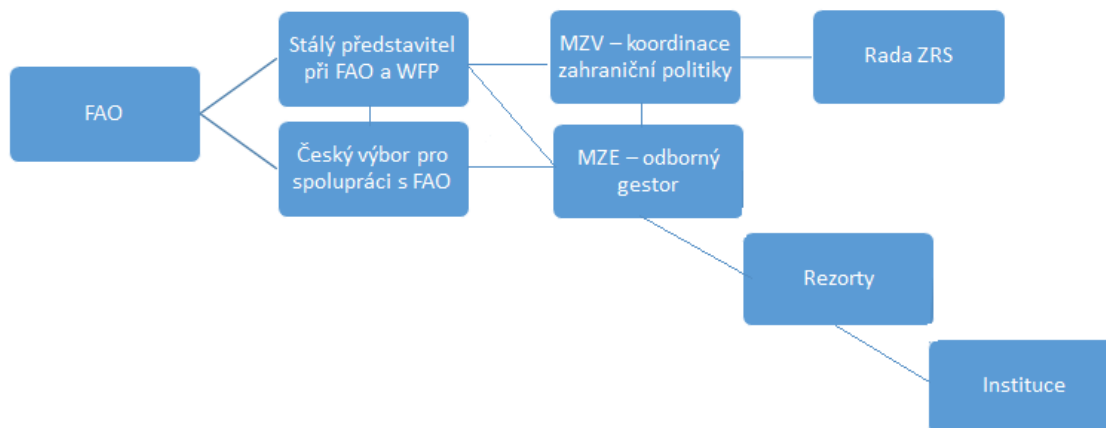 FAO
Stálý představitel
při FAO a WFP
Český výbor pro
spolupráci s FAO
MZV – koordinace
zahraniční politiky
MZE – odborný
gestor
Rada ZRS
Rezorty
Instituce